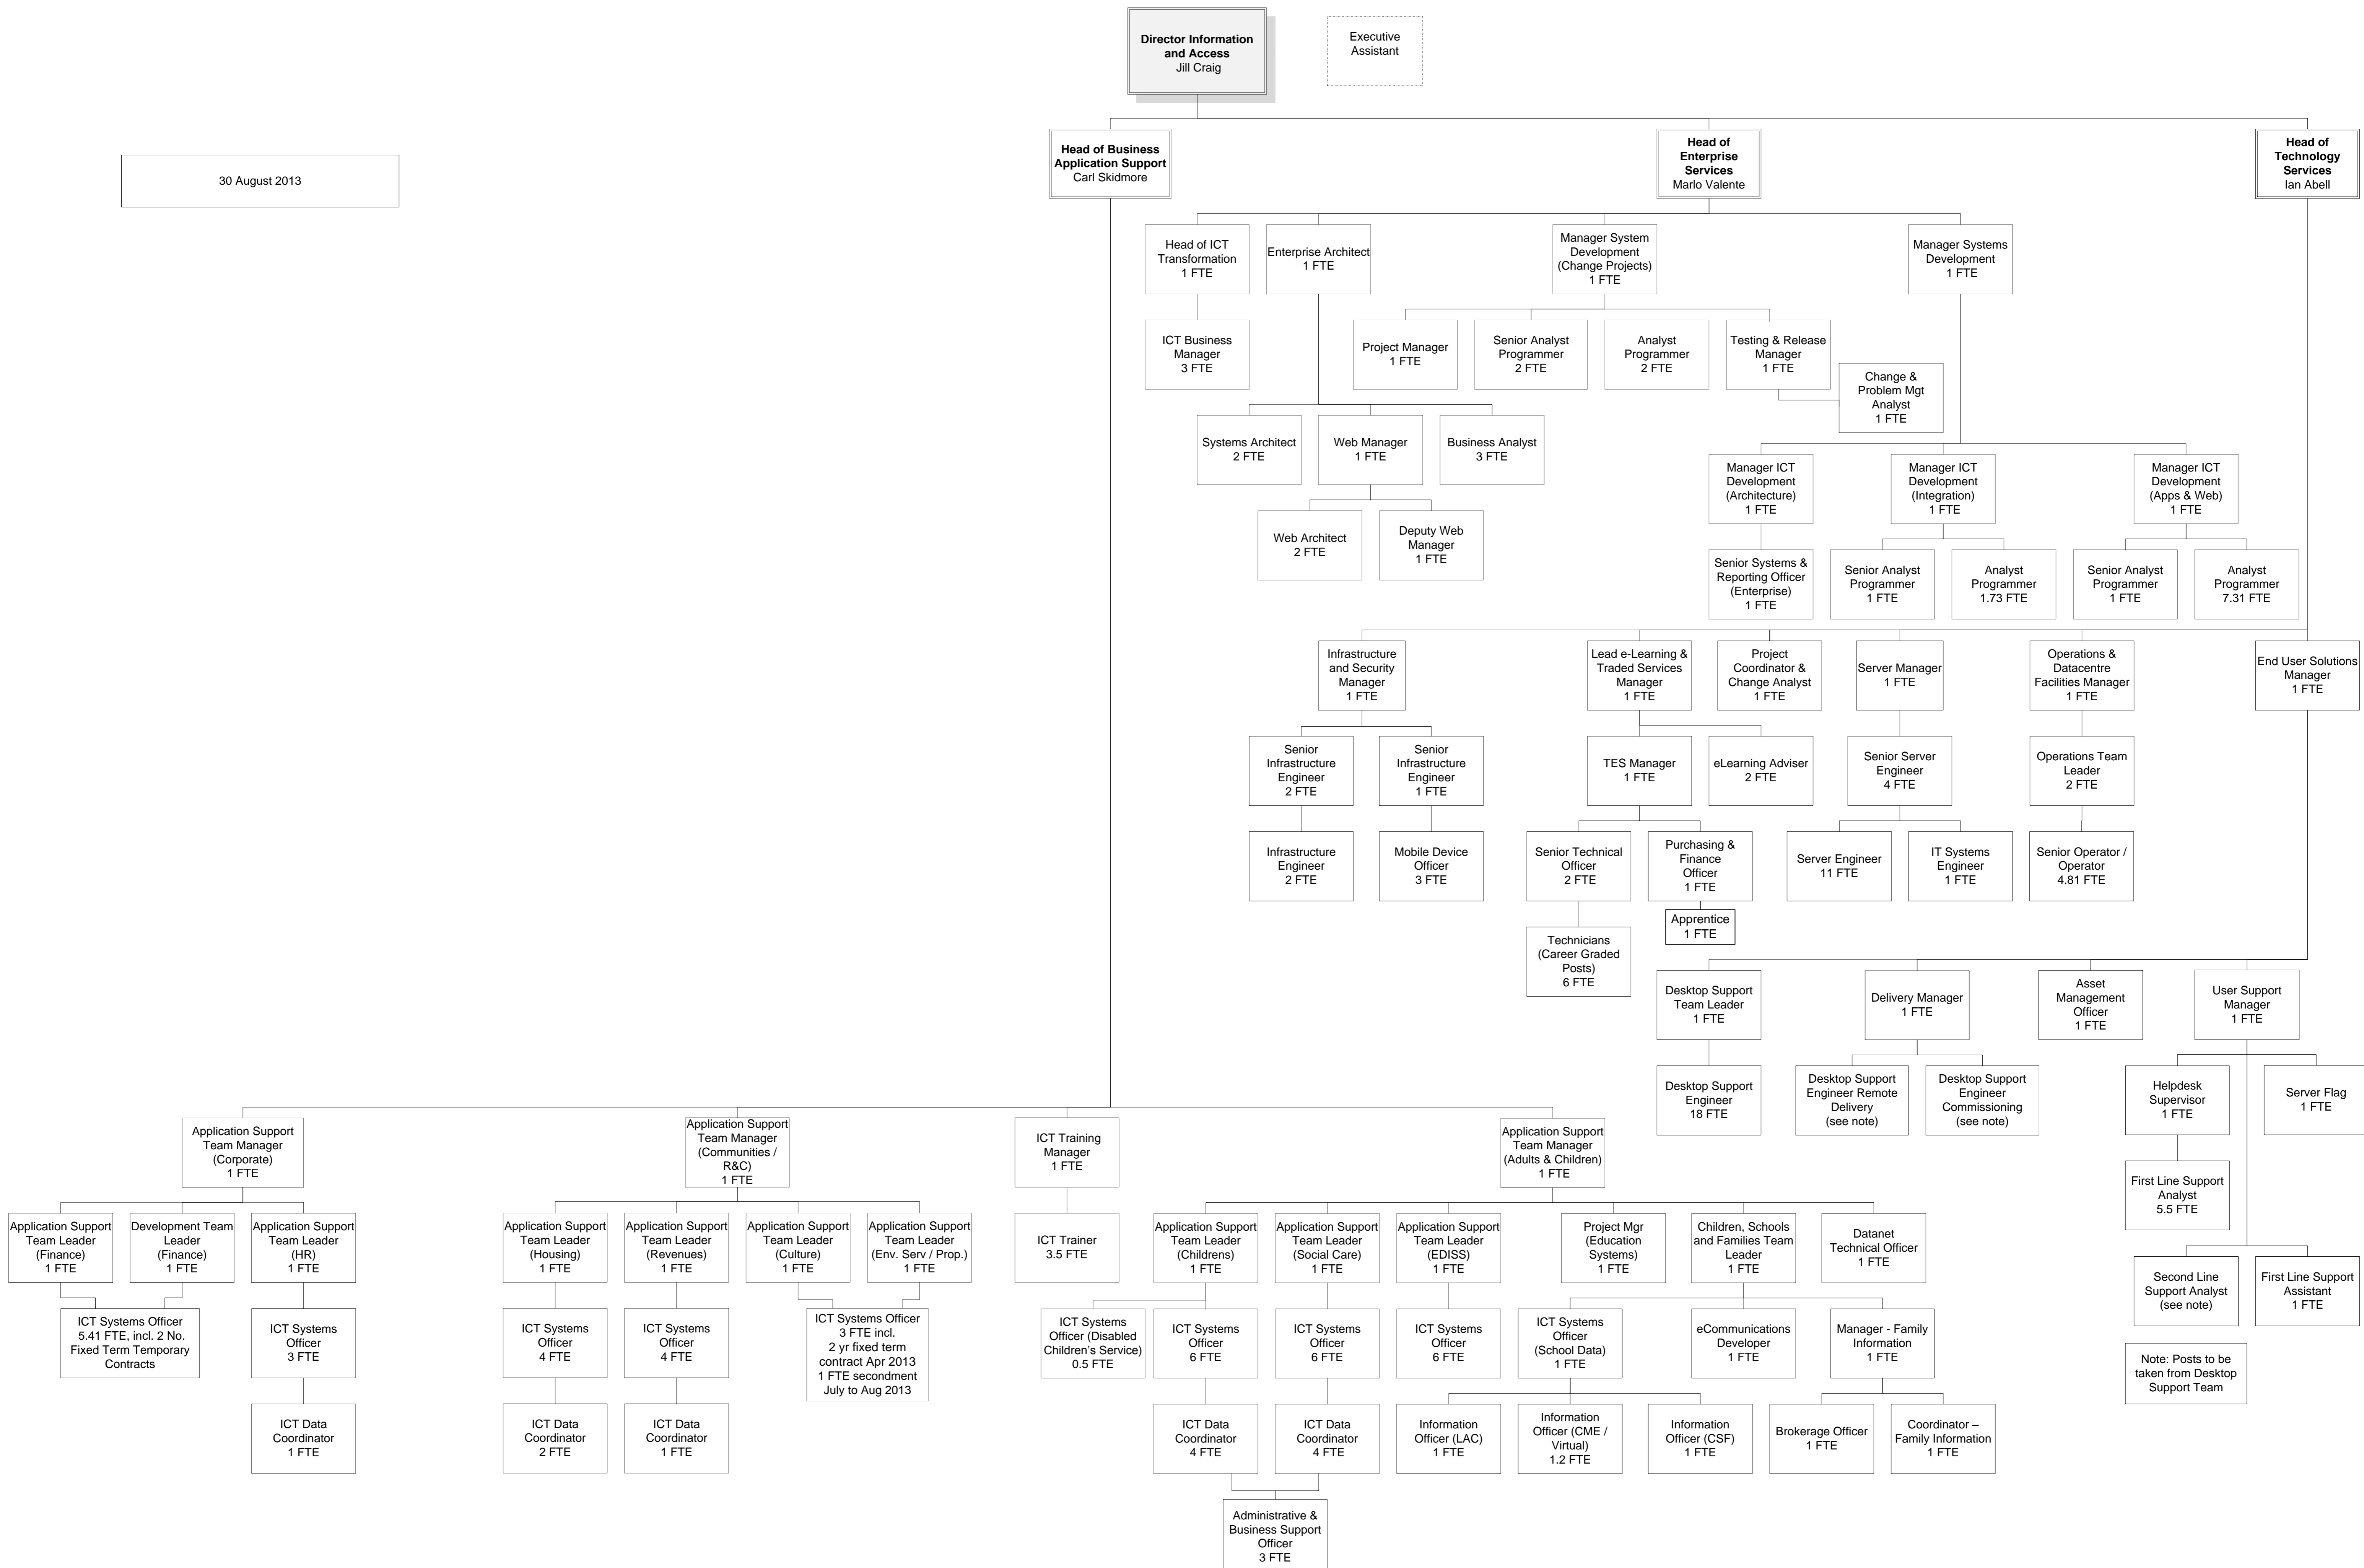 Director Information
and Access
Jill Craig
Executive
Assistant
30 August 2013
Head of Business
Application Support
Carl Skidmore
Head of
Enterprise
Services
Marlo Valente
Head of
Technology
Services
Ian Abell
Head of ICT
Transformation
1 FTE
Enterprise Architect
1 FTE
Manager System
Development
(Change Projects)
1 FTE
Manager Systems
Development
1 FTE
ICT Business
Manager
3 FTE
Project Manager
1 FTE
Senior Analyst
Programmer
2 FTE
Analyst
Programmer
2 FTE
Testing & Release
Manager
1 FTE
Change &
Problem Mgt
Analyst
1 FTE
Systems Architect
2 FTE
Web Manager
1 FTE
Business Analyst
3 FTE
Manager ICT
Development
(Architecture)
1 FTE
Manager ICT
Development
(Integration)
1 FTE
Manager ICT
Development
(Apps & Web)
1 FTE
Web Architect
2 FTE
Deputy Web
Manager
1 FTE
Senior Systems &
Reporting Officer
(Enterprise)
1 FTE
Senior Analyst
Programmer
1 FTE
Analyst
Programmer
1.73 FTE
Senior Analyst
Programmer
1 FTE
Analyst
Programmer
7.31 FTE
Infrastructure
and Security
Manager
1 FTE
Lead e-Learning &
Traded Services
Manager
1 FTE
Project
Coordinator &
Change Analyst
1 FTE
Server Manager
1 FTE
Operations &
Datacentre
Facilities Manager
1 FTE
End User Solutions
Manager
1 FTE
Senior
Infrastructure
Engineer
2 FTE
Senior
Infrastructure
Engineer
1 FTE
TES Manager
1 FTE
eLearning Adviser
2 FTE
Senior Server
Engineer
4 FTE
Operations Team
Leader
2 FTE
Infrastructure
Engineer
2 FTE
Mobile Device
Officer
3 FTE
Senior Technical
Officer
2 FTE
Purchasing &
Finance
Officer
1 FTE
Server Engineer
11 FTE
IT Systems
Engineer
1 FTE
Senior Operator /
Operator
4.81 FTE
Apprentice
1 FTE
Technicians
(Career Graded
Posts)
6 FTE
Desktop Support
Team Leader
1 FTE
Delivery Manager
1 FTE
Asset
Management
Officer
1 FTE
User Support
Manager
1 FTE
Desktop Support
Engineer
18 FTE
Desktop Support
Engineer Remote
Delivery
(see note)
Desktop Support
Engineer
Commissioning
(see note)
Helpdesk
Supervisor
1 FTE
Server Flag
1 FTE
Application Support
Team Manager
(Corporate)
1 FTE
Application Support
Team Manager
(Communities /
R&C)
1 FTE
ICT Training
Manager
1 FTE
Application Support
Team Manager
(Adults & Children)
1 FTE
First Line Support
Analyst
5.5 FTE
Application Support
Team Leader
(Finance)
1 FTE
Development Team
Leader
(Finance)
1 FTE
Application Support
Team Leader
(HR)
1 FTE
Application Support
Team Leader
(Housing)
1 FTE
Application Support
Team Leader
(Revenues)
1 FTE
Application Support
Team Leader
(Culture)
1 FTE
Application Support
Team Leader
(Env. Serv / Prop.)
1 FTE
ICT Trainer
3.5 FTE
Application Support
Team Leader
(Childrens)
1 FTE
Application Support
Team Leader
(Social Care)
1 FTE
Application Support
Team Leader
(EDISS)
1 FTE
Project Mgr
(Education
Systems)
1 FTE
Children, Schools
and Families Team
Leader
1 FTE
Datanet
Technical Officer
1 FTE
Second Line
Support Analyst
(see note)
First Line Support
Assistant
1 FTE
ICT Systems Officer
5.41 FTE, incl. 2 No.
Fixed Term Temporary
Contracts
ICT Systems
Officer
3 FTE
ICT Systems
Officer
4 FTE
ICT Systems
Officer
4 FTE
ICT Systems Officer
3 FTE incl.
2 yr fixed term
contract Apr 2013
1 FTE secondment
July to Aug 2013
ICT Systems
Officer (Disabled
Children's Service)
0.5 FTE
ICT Systems
Officer
6 FTE
ICT Systems
Officer
6 FTE
ICT Systems
Officer
6 FTE
ICT Systems
Officer
(School Data)
1 FTE
eCommunications
Developer
1 FTE
Manager - Family
Information
1 FTE
Note: Posts to be
taken from Desktop
Support Team
ICT Data
Coordinator
1 FTE
ICT Data
Coordinator
2 FTE
ICT Data
Coordinator
1 FTE
ICT Data
Coordinator
4 FTE
ICT Data
Coordinator
4 FTE
Information
Officer (LAC)
1 FTE
Information
Officer (CME /
Virtual)
1.2 FTE
Information
Officer (CSF)
1 FTE
Brokerage Officer
1 FTE
Coordinator –
Family Information
1 FTE
Administrative &
Business Support
Officer
3 FTE